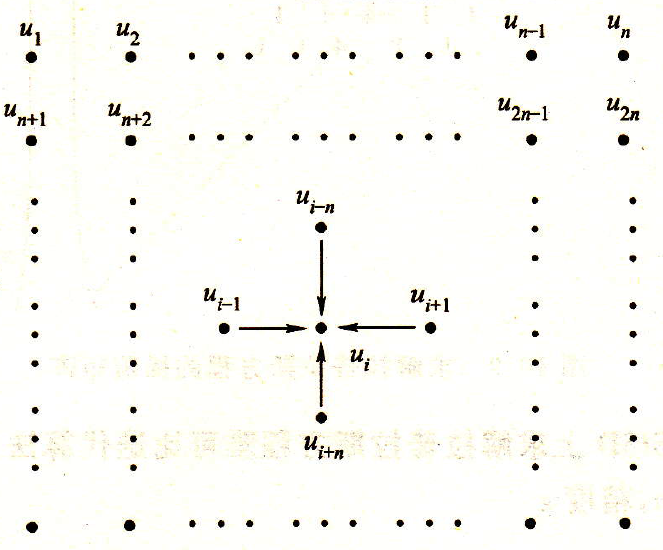 u₁ u₂ uₙ₋₁ uₙ
uₙ₊₁ uₙ₊₂ u₂ₙ₋₁ u₂ₙ
uᵢ₋ₙ
uᵢ₋₁ uᵢ₊₁
uᵢ
uᵢ₊ₙ